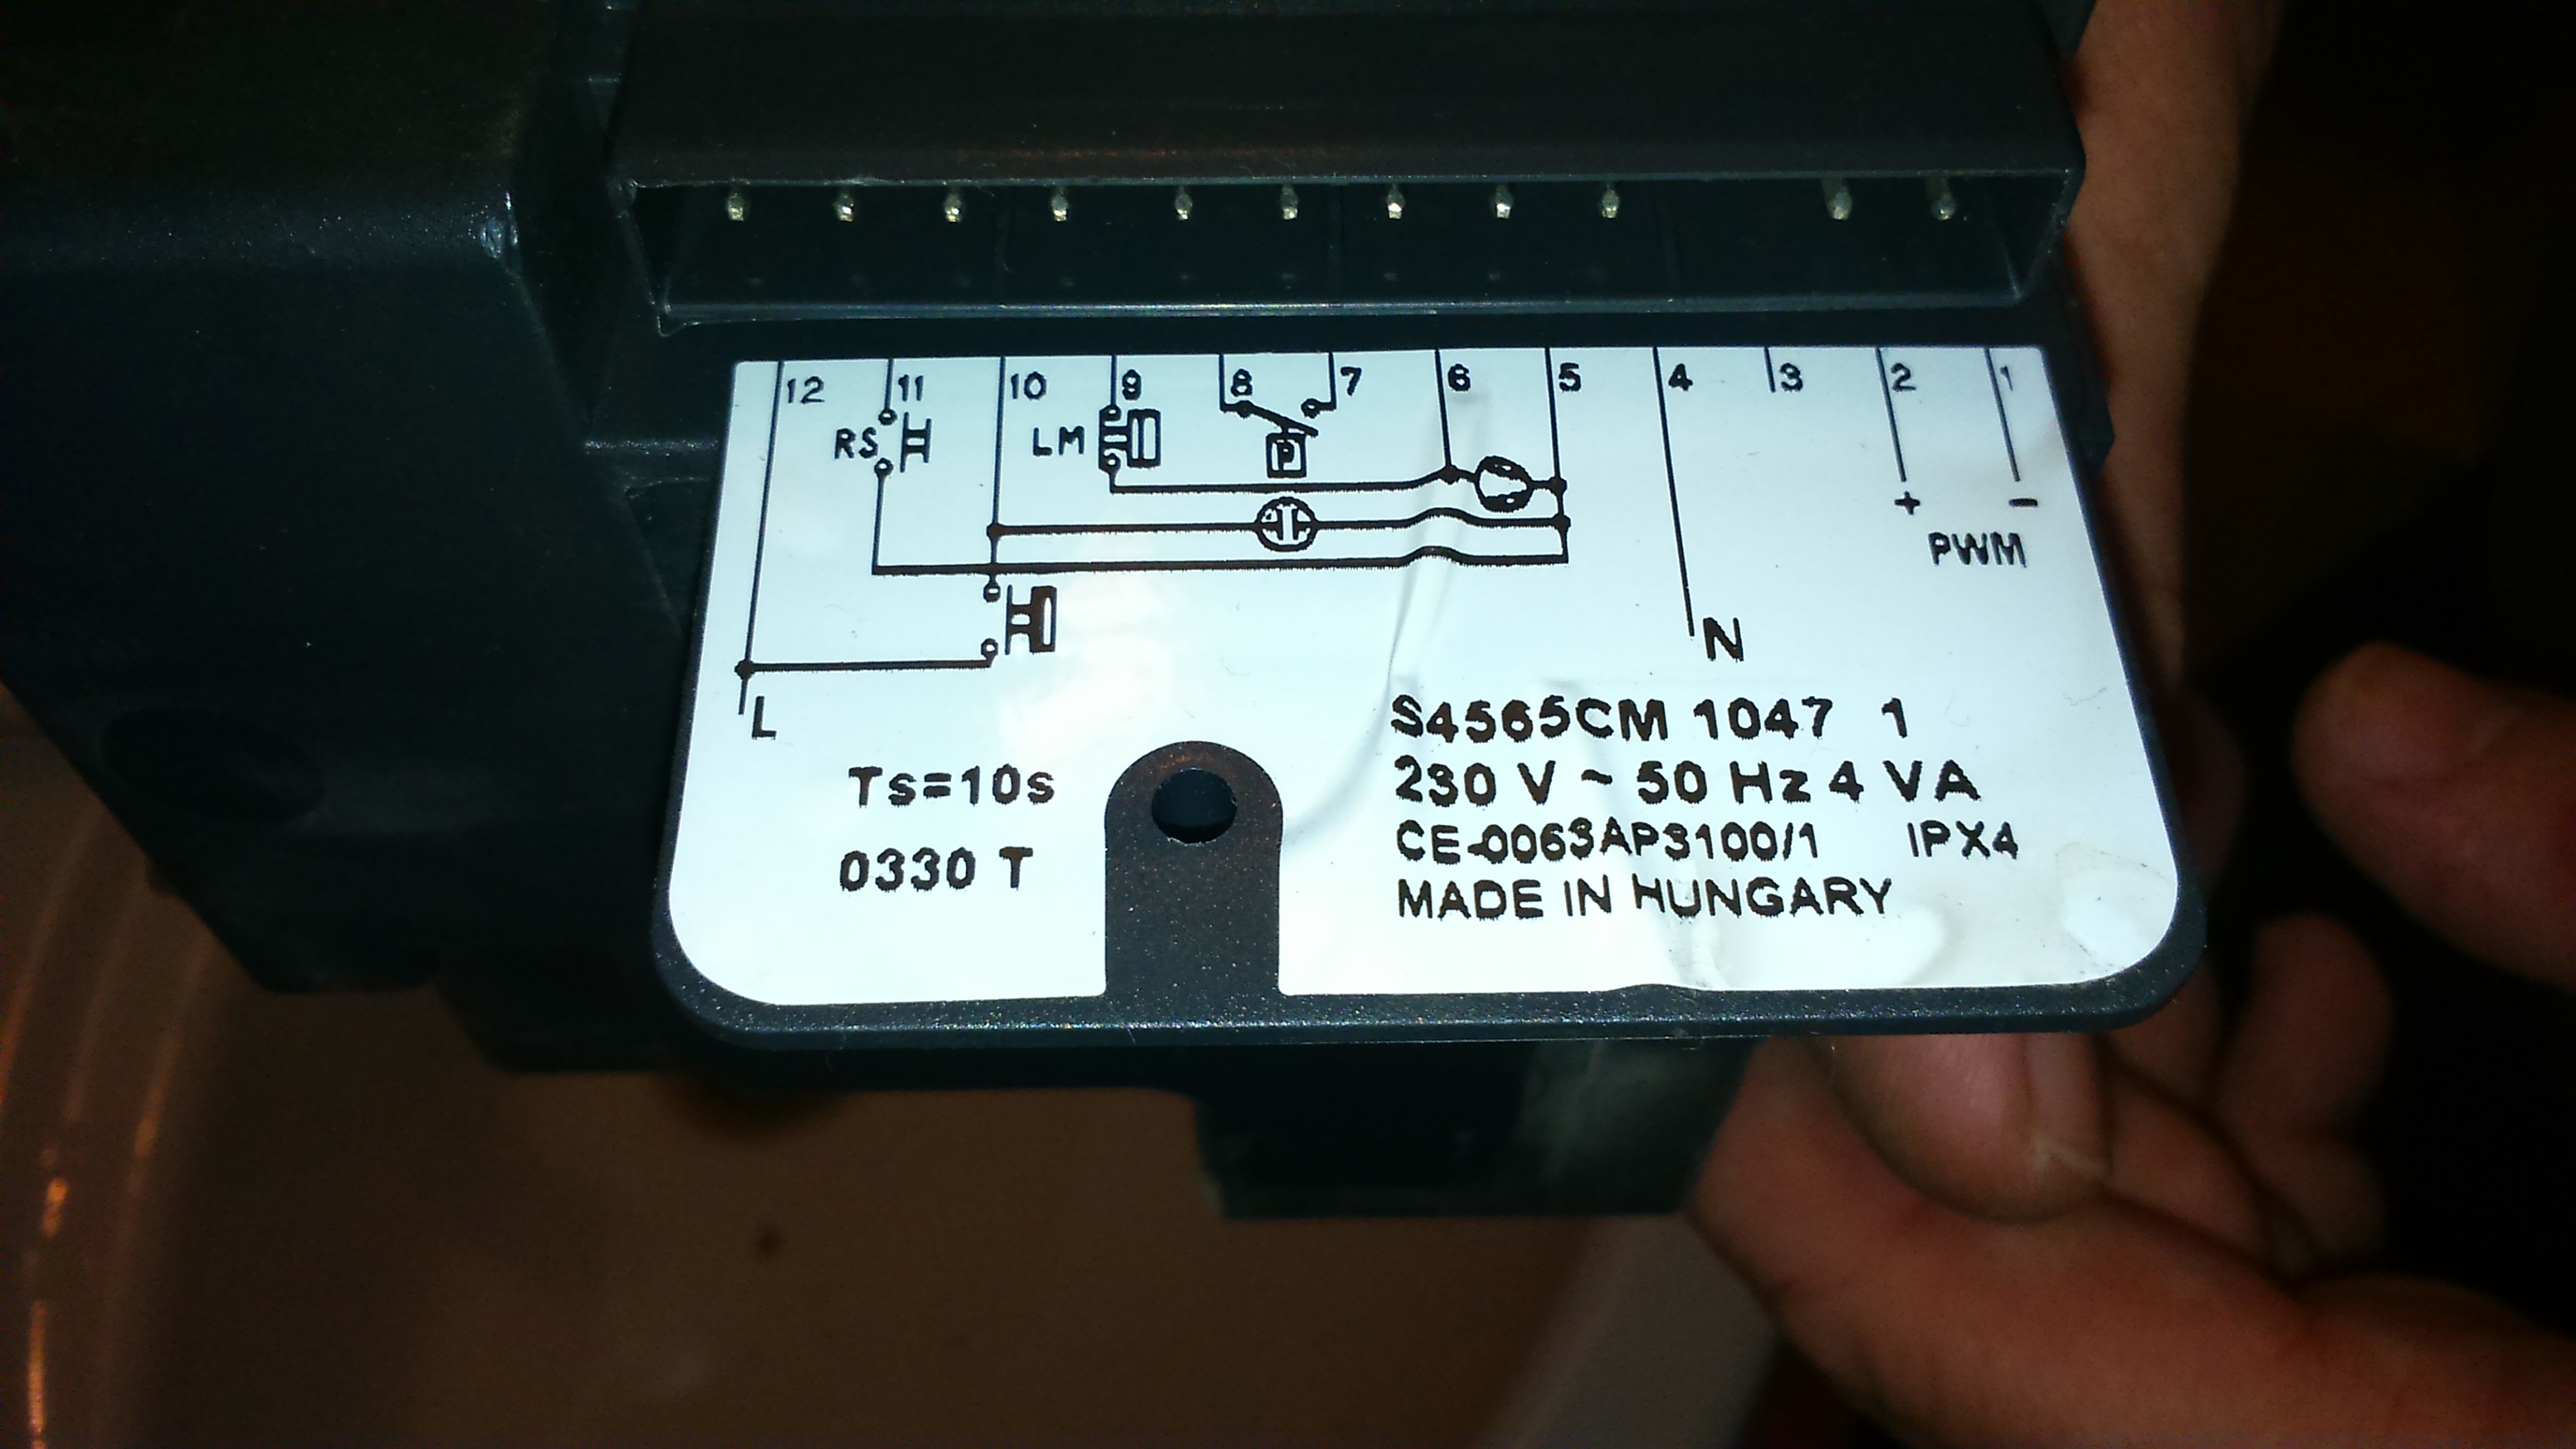 12 11 10 9 8 7 6 5 4 3 2 1
RS LM P
+ −
PWM
N
L
S4565CM 1047 1
Ts=10s
230 V ~ 50 Hz 4 VA
CE-0063AP3100/1 IPX4
0330 T
MADE IN HUNGARY